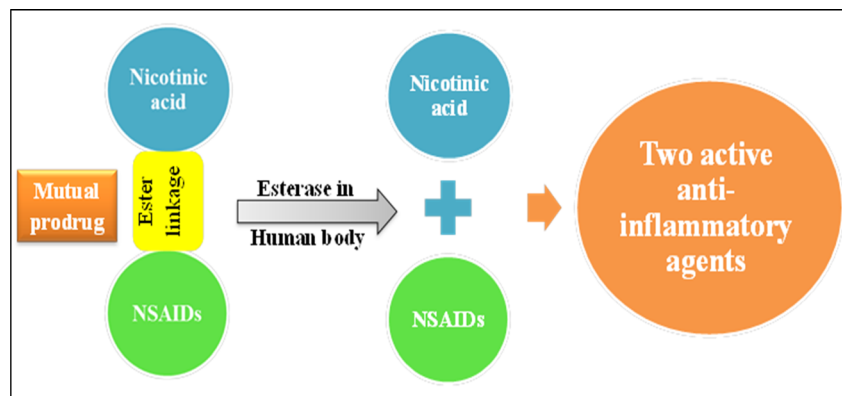 Nicotinic
acid
Mutual
prodrug
Ester
linkage
NSAIDs
Esterase in
Human body
Nicotinic
acid
NSAIDs
Two active
anti-
inflammatory
agents